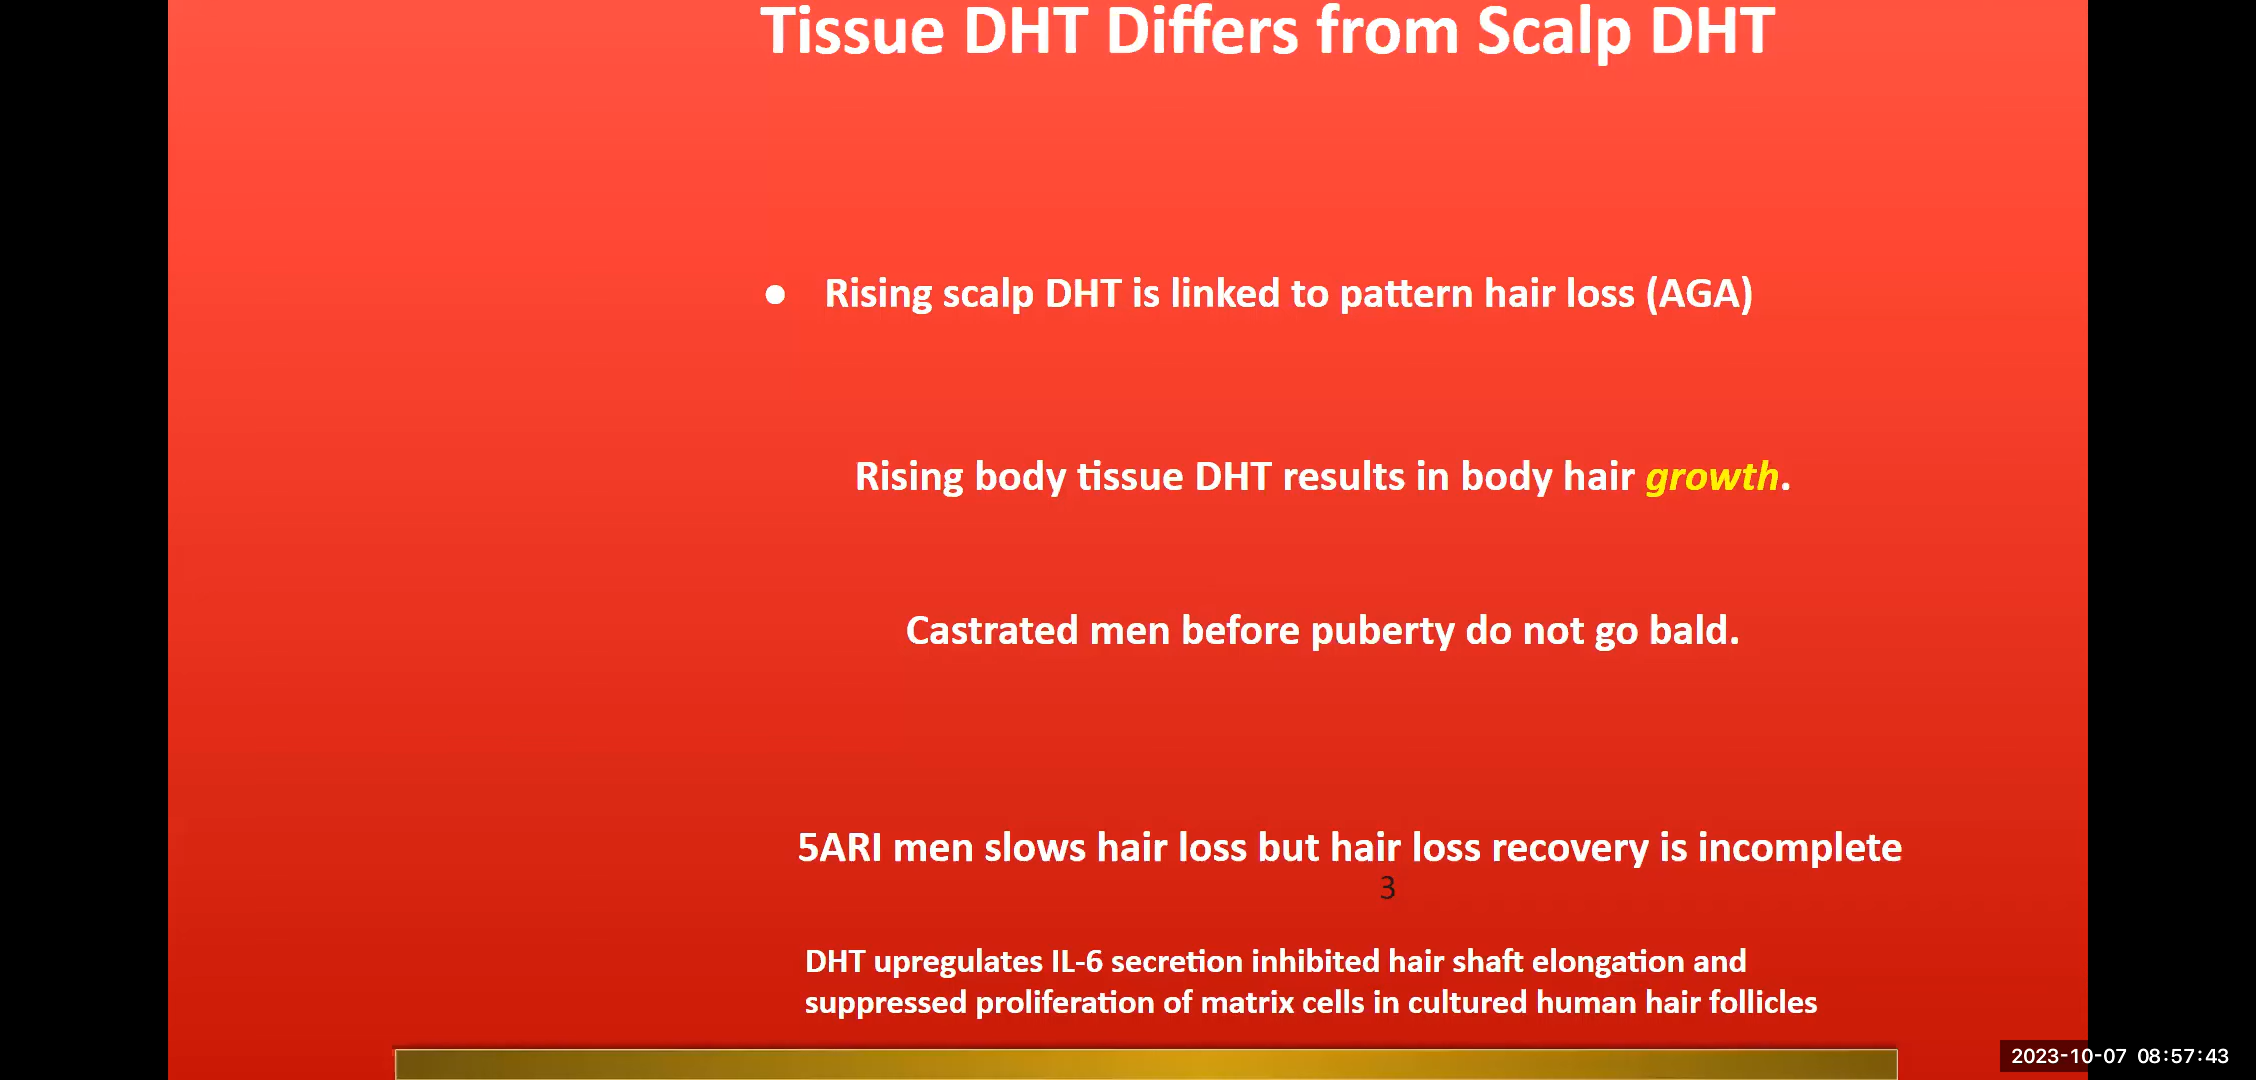 Tissue DHT Differs from Scalp DHT
● Rising scalp DHT is linked to pattern hair loss (AGA)
Rising body tissue DHT results in body hair growth.
Castrated men before puberty do not go bald.
5ARI men slows hair loss but hair loss recovery is incomplete
3
DHT upregulates IL-6 secretion inhibited hair shaft elongation and
suppressed proliferation of matrix cells in cultured human hair follicles
2023-10-07 08:57:43